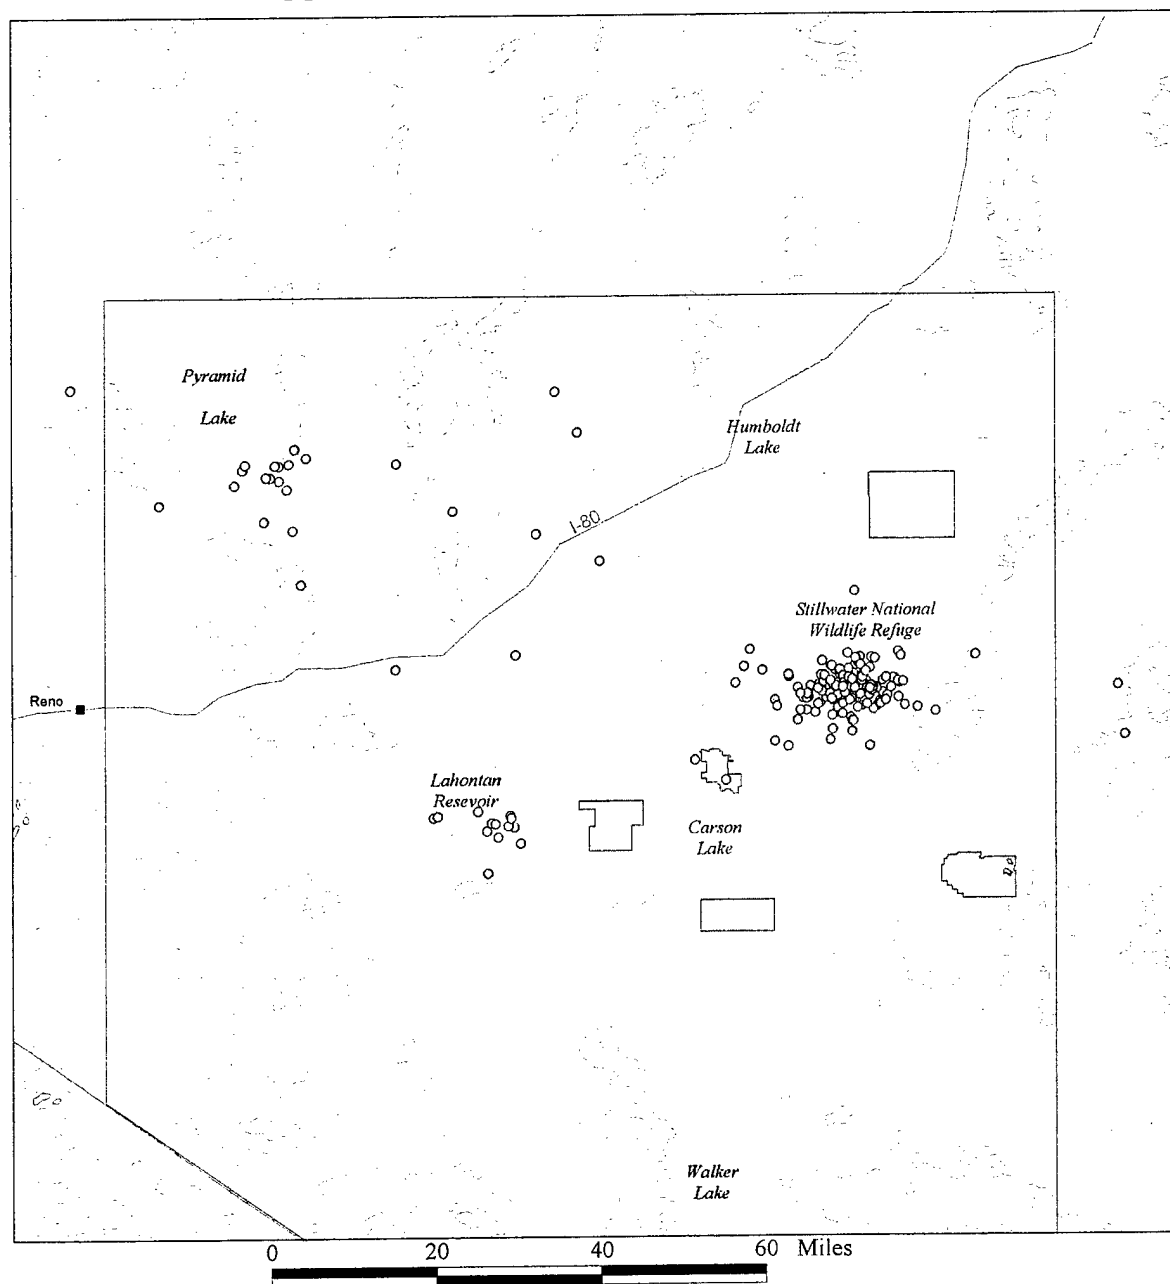 Pyramid
Lake
Humboldt
Lake
I-80
Stillwater National
Wildlife Refuge
Reno
Lahontan
Resevoir
Carson
Lake
Walker
Lake
0 20 40 60 Miles